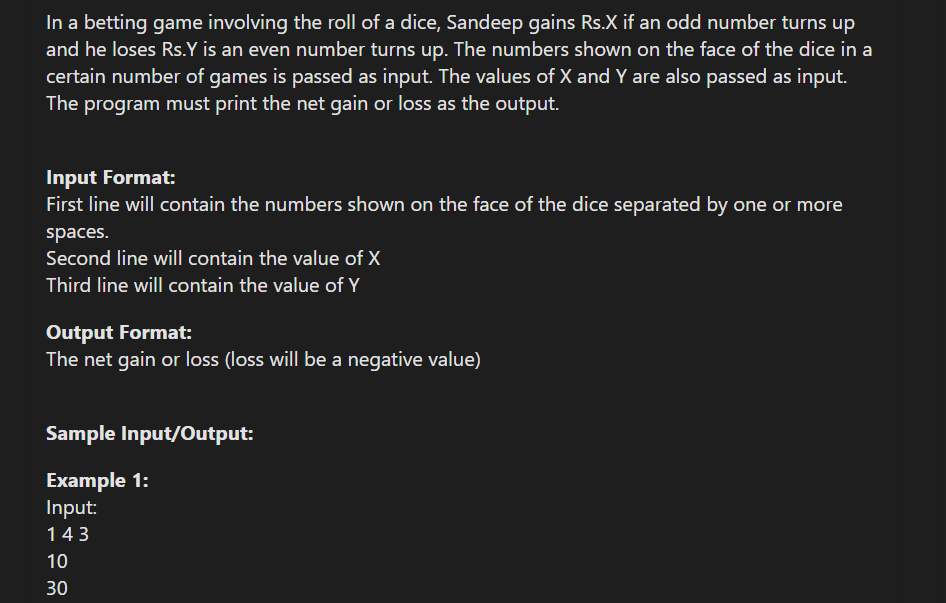 In a betting game involving the roll of a dice, Sandeep gains Rs.X if an odd number turns up
and he loses Rs.Y is an even number turns up. The numbers shown on the face of the dice in a
certain number of games is passed as input. The values of X and Y are also passed as input.
The program must print the net gain or loss as the output.
Input Format:
First line will contain the numbers shown on the face of the dice separated by one or more
spaces.
Second line will contain the value of X
Third line will contain the value of Y
Output Format:
The net gain or loss (loss will be a negative value)
Sample Input/Output:
Example 1:
Input:
1 4 3
10
30